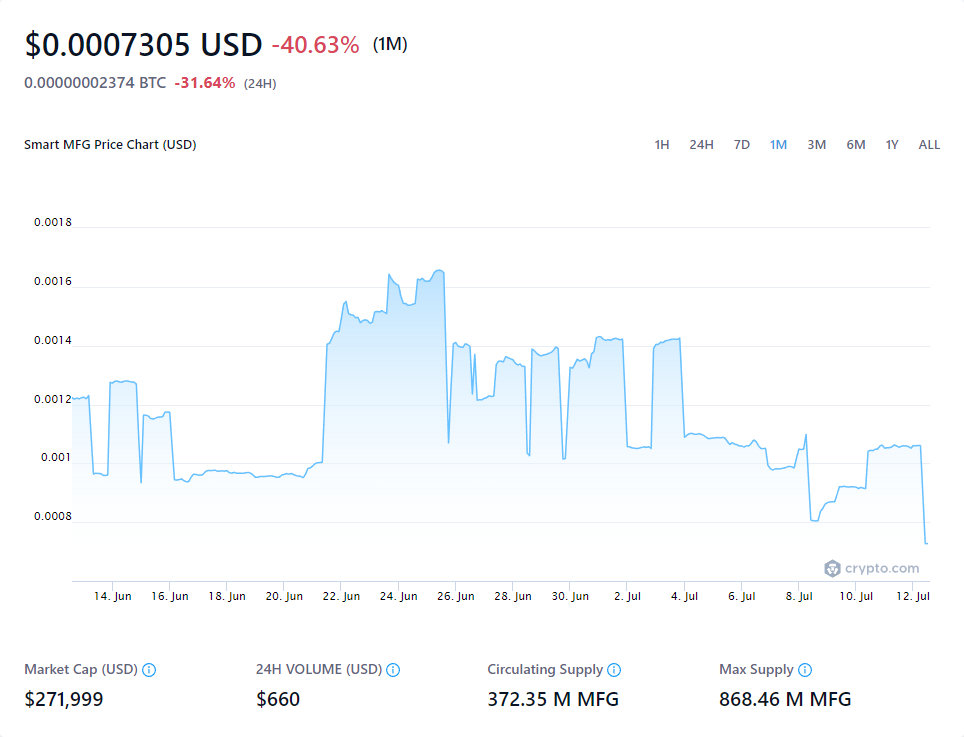 $0.0007305 USD -40.63% (1M)
0.00000002374 BTC -31.64% (24H)
Smart MFG Price Chart (USD) 1H 24H 7D 1M 3M 6M 1Y ALL
0.0018
0.0016
0.0014
0.0012
0.001
0.0008
crypto.com
14. Jun 16. Jun 18. Jun 20. Jun 22. Jun 24. Jun 26. Jun 28. Jun 30. Jun 2. Jul 4. Jul 6. Jul 8. Jul 10. Jul 12. Jul
Market Cap (USD) 24H VOLUME (USD) Circulating Supply Max Supply
$271,999 $660 372.35 M MFG 868.46 M MFG